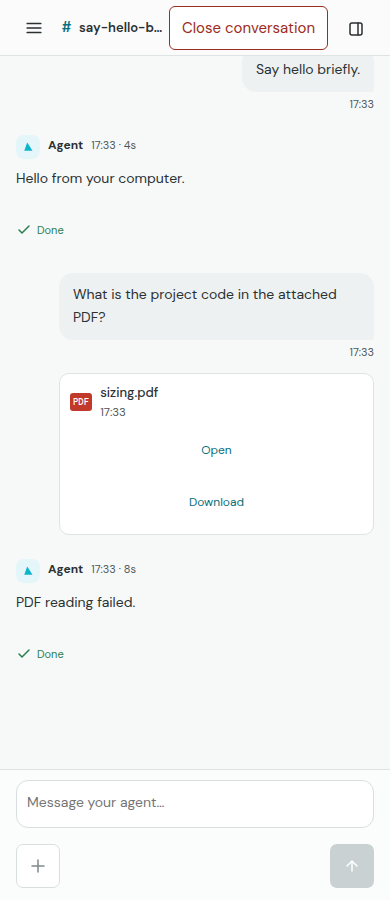 # say-hello-b...
Close conversation
Say hello briefly.
17:33
Agent 17:33 · 4s
Hello from your computer.
Done
What is the project code in the attached
PDF?
17:33
PDF sizing.pdf
17:33
Open
Download
Agent 17:33 · 8s
PDF reading failed.
Done
Message your agent...